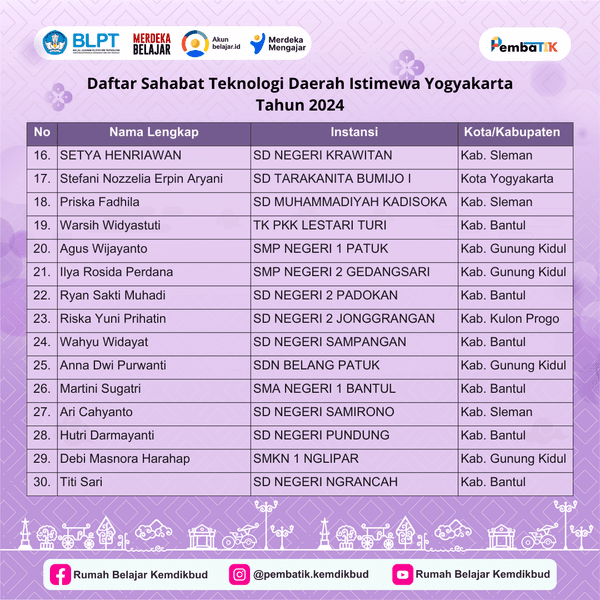 BLPT
MERDEKA
BELAJAR
Akun
belajar.id
Merdeka
Mengajar
PembaTIK
Daftar Sahabat Teknologi Daerah Istimewa Yogyakarta
Tahun 2024
No Nama Lengkap Instansi Kota/Kabupaten
16. SETYA HENRIAWAN SD NEGERI KRAWITAN Kab. Sleman
17. Stefani Nozzelia Erpin Aryani SD TARAKANITA BUMIJO I Kota Yogyakarta
18. Priska Fadhila SD MUHAMMADIYAH KADISOKA Kab. Sleman
19. Warsih Widyastuti TK PKK LESTARI TURI Kab. Bantul
20. Agus Wijayanto SMP NEGERI 1 PATUK Kab. Gunung Kidul
21. Ilya Rosida Perdana SMP NEGERI 2 GEDANGSARI Kab. Gunung Kidul
22. Ryan Sakti Muhadi SD NEGERI 2 PADOKAN Kab. Bantul
23. Riska Yuni Prihatin SD NEGERI 2 JONGGRANGAN Kab. Kulon Progo
24. Wahyu Widayat SD NEGERI SAMPANGAN Kab. Bantul
25. Anna Dwi Purwanti SDN BELANG PATUK Kab. Gunung Kidul
26. Martini Sugatri SMA NEGERI 1 BANTUL Kab. Bantul
27. Ari Cahyanto SD NEGERI SAMIRONO Kab. Sleman
28. Hutri Darmayanti SD NEGERI PUNDUNG Kab. Bantul
29. Debi Masnora Harahap SMKN 1 NGLIPAR Kab. Gunung Kidul
30. Titi Sari SD NEGERI NGRANCAH Kab. Bantul
Rumah Belajar Kemdikbud @pembatik.kemdikbud Rumah Belajar Kemdikbud